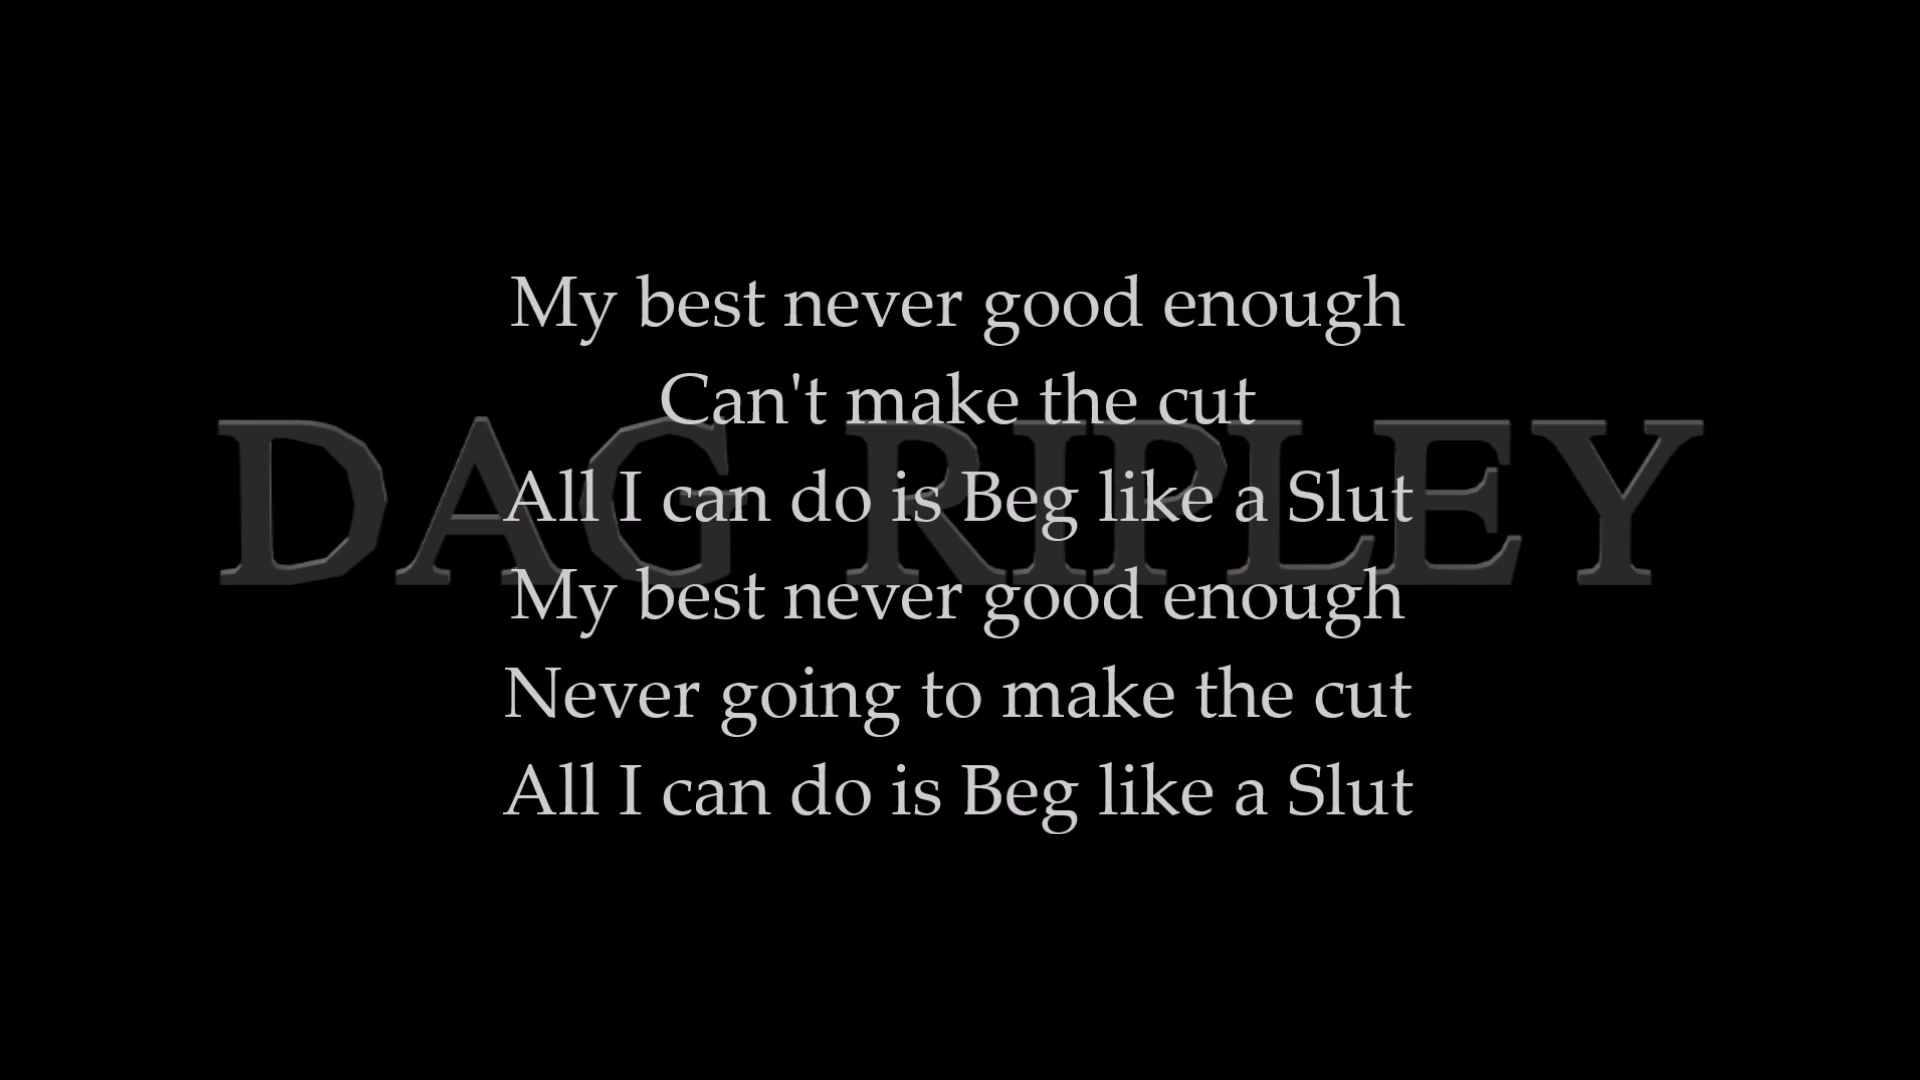 My best never good enough
Can't make the cut
DAG RIPLEY
All I can do is Beg like a Slut
My best never good enough
Never going to make the cut
All I can do is Beg like a Slut